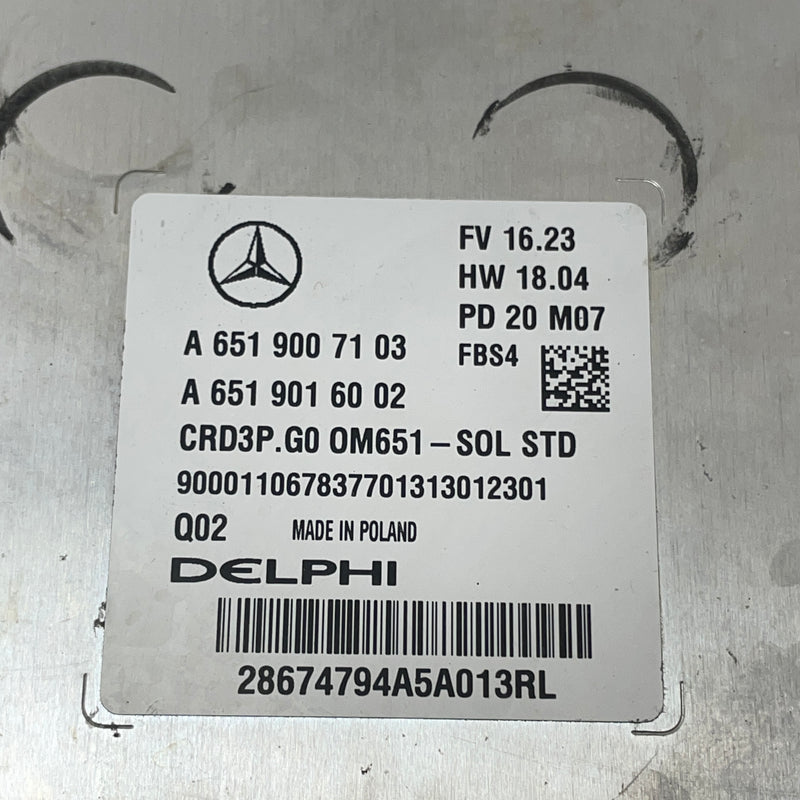 FV 16.23
HW 18.04
PD 20 M07
FBS4
A 651 900 71 03
A 651 901 60 02
CRD3P.G0 OM651-SOL STD
900011067837701313012301
Q02 MADE IN POLAND
DELPHI
28674794A5A013RL